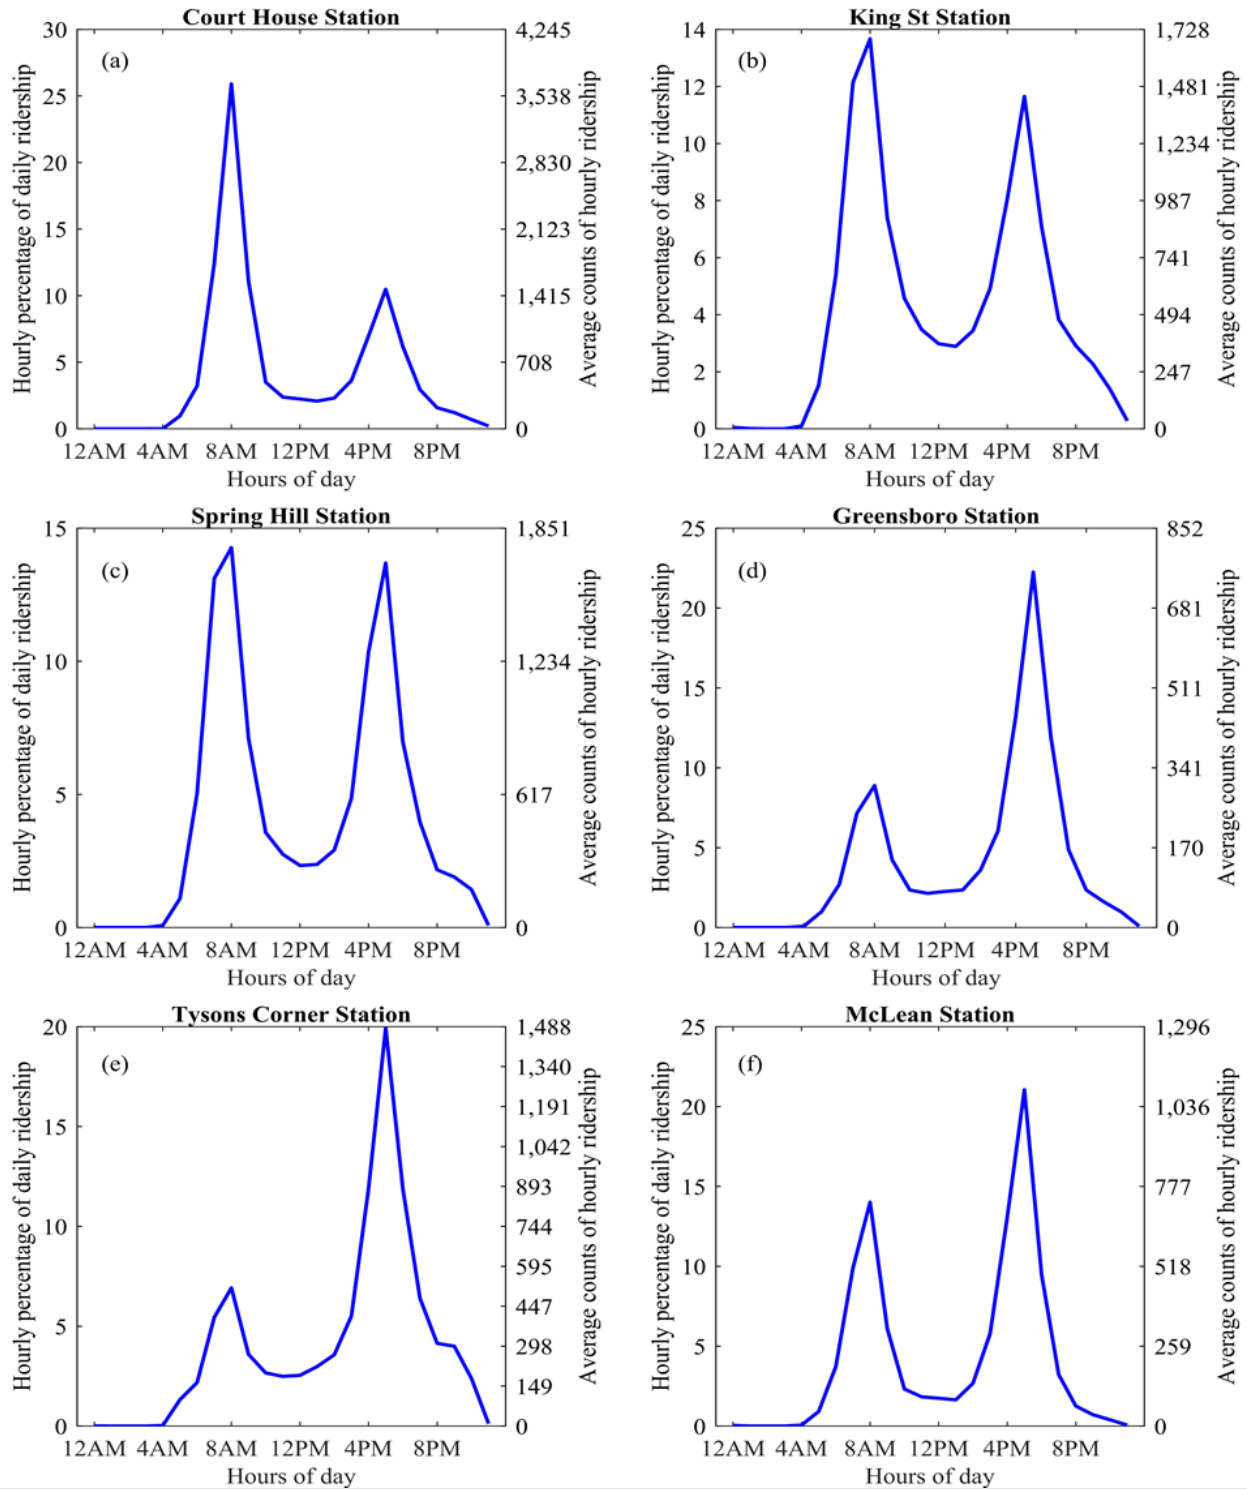 Court House Station
(a)
Hourly percentage of daily ridership
30
25
20
15
10
5
0
4,245
3,538
2,830
2,123
1,415
708
0
Average counts of hourly ridership
12AM 4AM 8AM 12PM 4PM 8PM
Hours of day
King St Station
(b)
Hourly percentage of daily ridership
14
12
10
8
6
4
2
0
1,728
1,481
1,234
987
741
494
247
0
Average counts of hourly ridership
12AM 4AM 8AM 12PM 4PM 8PM
Hours of day
Spring Hill Station
(c)
Hourly percentage of daily ridership
15
10
5
0
1,851
1,234
617
0
Average counts of hourly ridership
12AM 4AM 8AM 12PM 4PM 8PM
Hours of day
Greensboro Station
(d)
Hourly percentage of daily ridership
25
20
15
10
5
0
852
681
511
341
170
0
Average counts of hourly ridership
12AM 4AM 8AM 12PM 4PM 8PM
Hours of day
Tysons Corner Station
(e)
Hourly percentage of daily ridership
20
15
10
5
0
1,488
1,340
1,191
1,042
893
744
595
447
298
149
0
Average counts of hourly ridership
12AM 4AM 8AM 12PM 4PM 8PM
Hours of day
McLean Station
(f)
Hourly percentage of daily ridership
25
20
15
10
5
0
1,296
1,036
777
518
259
0
Average counts of hourly ridership
12AM 4AM 8AM 12PM 4PM 8PM
Hours of day